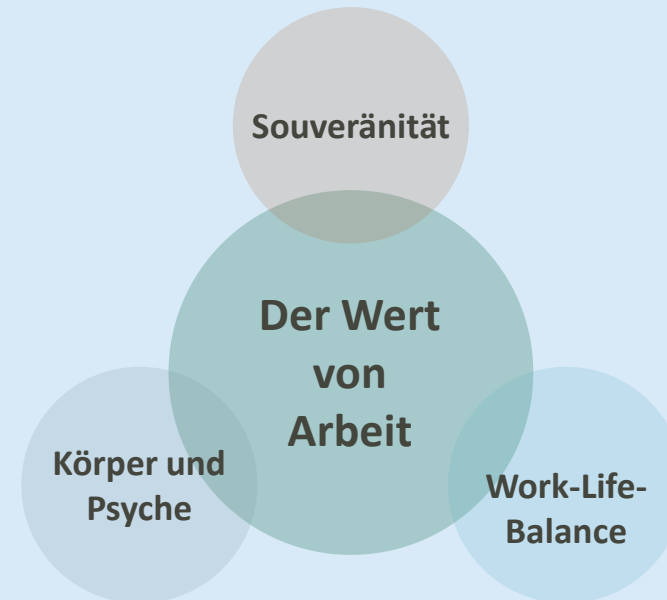 Souveränität
Der Wert
von
Arbeit
Körper und
Psyche
Work-Life-
Balance